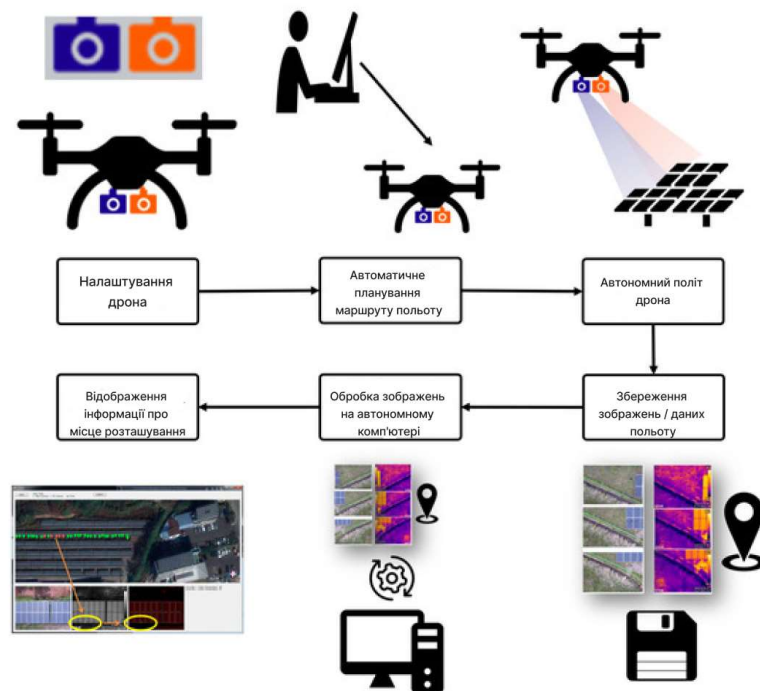 Налаштування
дрона
Автоматичне
планування
маршруту польоту
Автономний політ
дрона
Відображення
інформації про
місце розташування
Обробка зображень
на автономному
комп'ютері
Збереження
зображень / даних
польоту